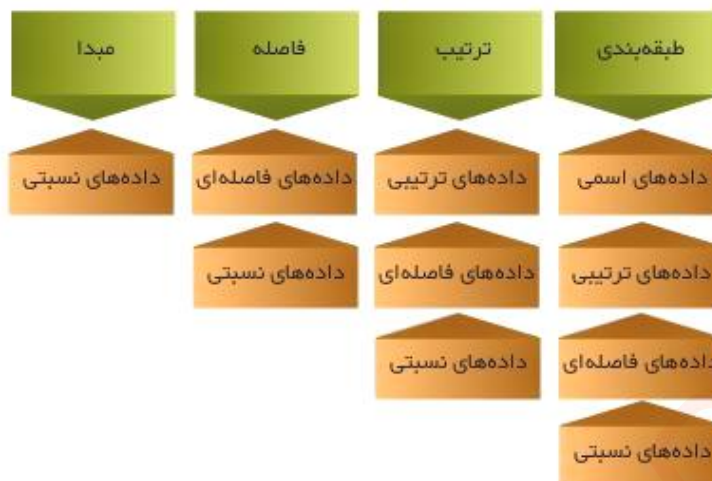 طبقه‌بندی
ترتیب
فاصله
مبدا
داده‌های اسمی
داده‌های ترتیبی
داده‌های فاصله‌ای
داده‌های نسبتی
داده‌های ترتیبی
داده‌های فاصله‌ای
داده‌های نسبتی
داده‌های فاصله‌ای
داده‌های نسبتی
داده‌های نسبتی